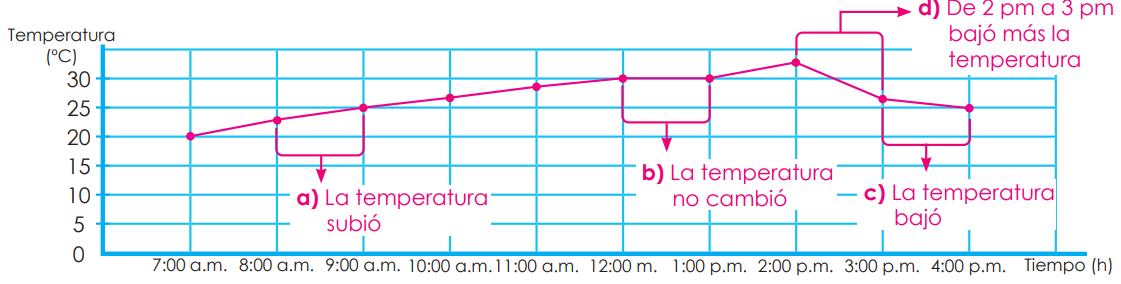 d) De 2 pm a 3 pm
bajó más la
temperatura
Temperatura
(°C)
30
25
20
15
10
5
0
a) La temperatura
subió
b) La temperatura
no cambió
c) La temperatura
bajó
7:00 a.m. 8:00 a.m. 9:00 a.m. 10:00 a.m. 11:00 a.m. 12:00 m. 1:00 p.m. 2:00 p.m. 3:00 p.m. 4:00 p.m. Tiempo (h)